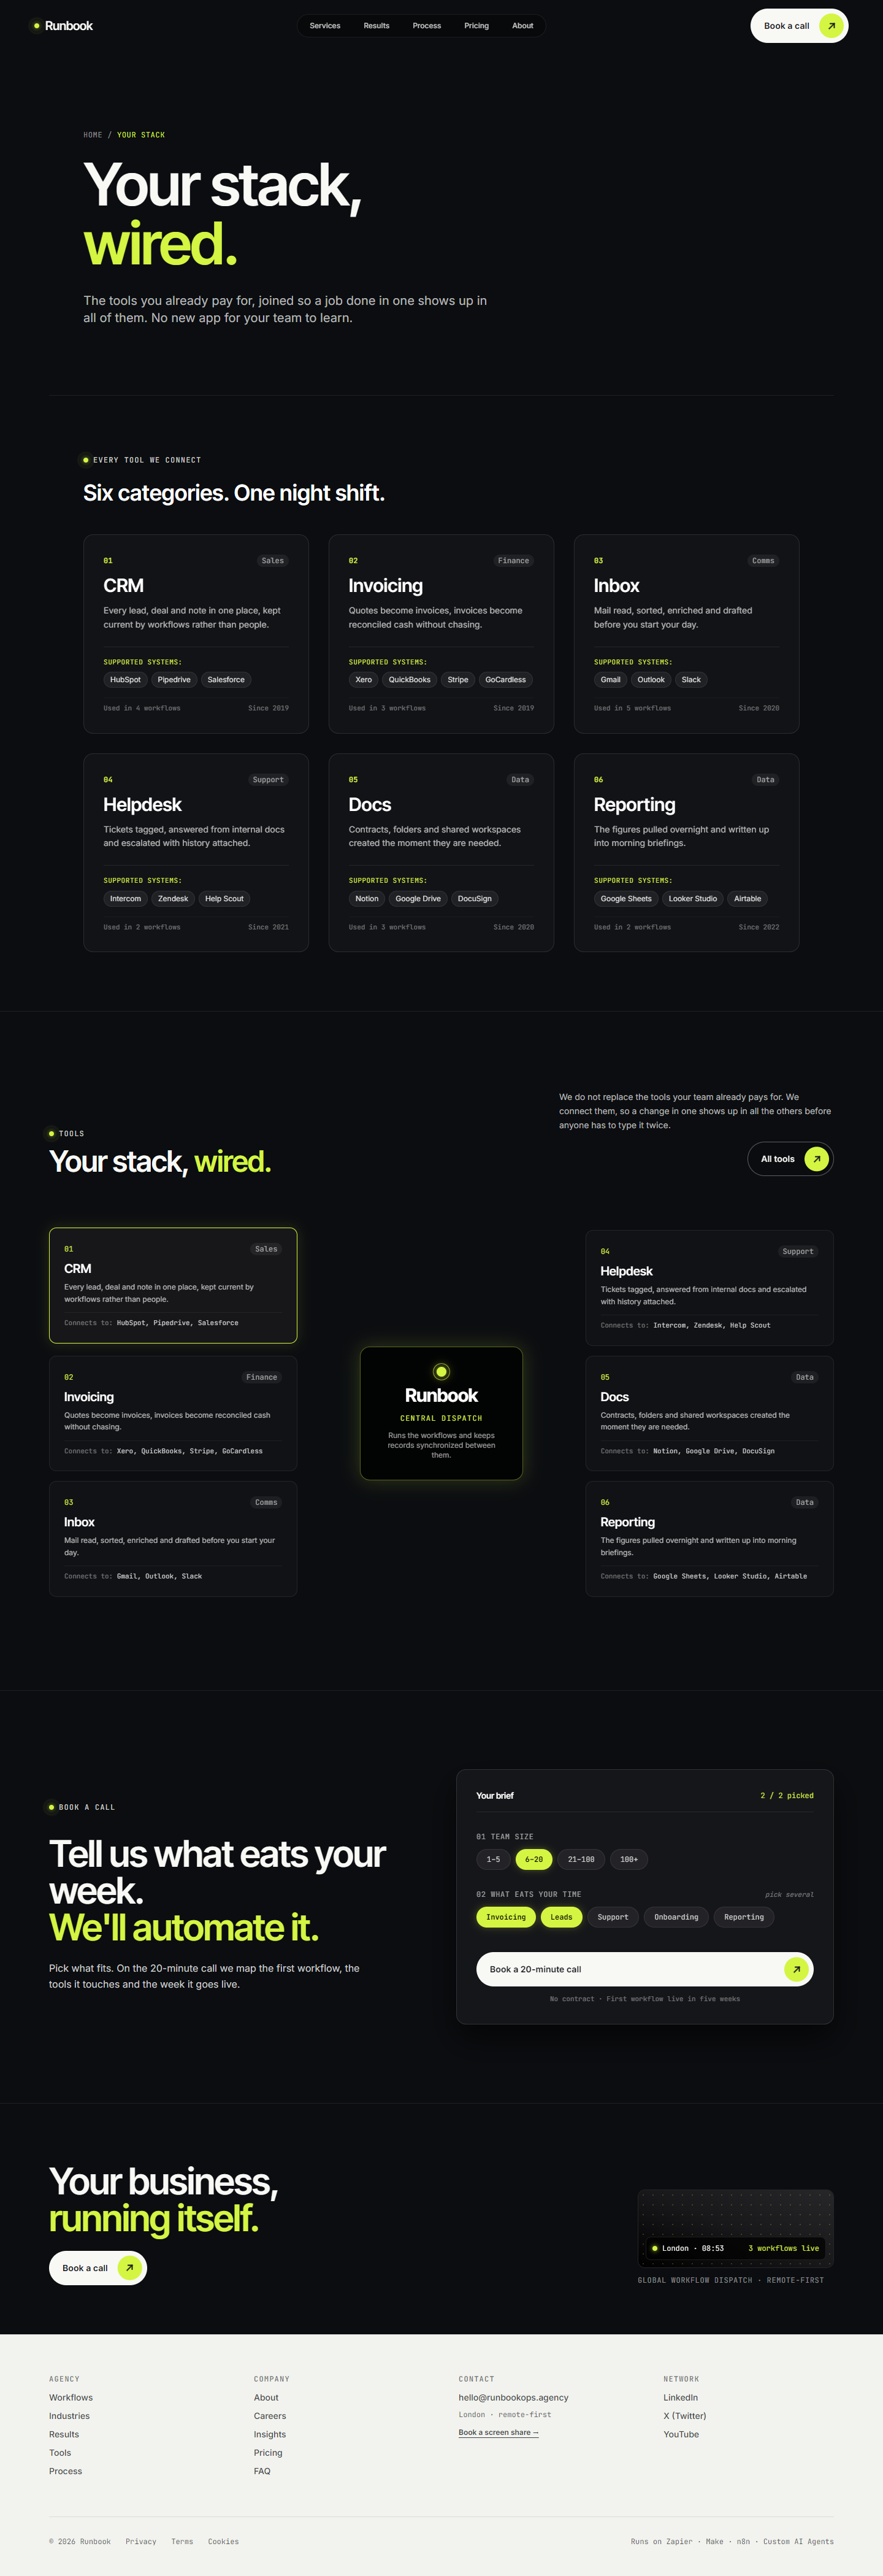 Runbook
Services Results Process Pricing About
Book a call
HOME / YOUR STACK
Your stack,
wired.
The tools you already pay for, joined so a job done in one shows up in
all of them. No new app for your team to learn.
EVERY TOOL WE CONNECT
Six categories. One night shift.
01 Sales
CRM
Every lead, deal and note in one place, kept
current by workflows rather than people.
SUPPORTED SYSTEMS:
HubSpot Pipedrive Salesforce
Used in 4 workflows Since 2019
02 Finance
Invoicing
Quotes become invoices, invoices become
reconciled cash without chasing.
SUPPORTED SYSTEMS:
Xero QuickBooks Stripe GoCardless
Used in 3 workflows Since 2019
03 Comms
Inbox
Mail read, sorted, enriched and drafted
before you start your day.
SUPPORTED SYSTEMS:
Gmail Outlook Slack
Used in 5 workflows Since 2020
04 Support
Helpdesk
Tickets tagged, answered from internal docs
and escalated with history attached.
SUPPORTED SYSTEMS:
Intercom Zendesk Help Scout
Used in 2 workflows Since 2021
05 Data
Docs
Contracts, folders and shared workspaces
created the moment they are needed.
SUPPORTED SYSTEMS:
Notion Google Drive DocuSign
Used in 3 workflows Since 2020
06 Data
Reporting
The figures pulled overnight and written up
into morning briefings.
SUPPORTED SYSTEMS:
Google Sheets Looker Studio Airtable
Used in 2 workflows Since 2022
TOOLS
Your stack, wired.
We do not replace the tools your team already pays for. We
connect them, so a change in one shows up in all the others before
anyone has to type it twice.
All tools
01 Sales
CRM
Every lead, deal and note in one place, kept current by
workflows rather than people.
Connects to: HubSpot, Pipedrive, Salesforce
02 Finance
Invoicing
Quotes become invoices, invoices become reconciled cash
without chasing.
Connects to: Xero, QuickBooks, Stripe, GoCardless
03 Comms
Inbox
Mail read, sorted, enriched and drafted before you start your
day.
Connects to: Gmail, Outlook, Slack
Runbook
CENTRAL DISPATCH
Runs the workflows and keeps
records synchronized between
them.
04 Support
Helpdesk
Tickets tagged, answered from internal docs and escalated
with history attached.
Connects to: Intercom, Zendesk, Help Scout
05 Data
Docs
Contracts, folders and shared workspaces created the
moment they are needed.
Connects to: Notion, Google Drive, DocuSign
06 Data
Reporting
The figures pulled overnight and written up into morning
briefings.
Connects to: Google Sheets, Looker Studio, Airtable
BOOK A CALL
Tell us what eats your
week.
We'll automate it.
Pick what fits. On the 20-minute call we map the first workflow, the
tools it touches and the week it goes live.
Your brief 2 / 2 picked
01 TEAM SIZE
1–5 6–20 21–100 100+
02 WHAT EATS YOUR TIME pick several
Invoicing Leads Support Onboarding Reporting
Book a 20-minute call
No contract · First workflow live in five weeks
Your business,
running itself.
Book a call
London · 08:53 3 workflows live
GLOBAL WORKFLOW DISPATCH · REMOTE-FIRST
AGENCY
Workflows
Industries
Results
Tools
Process
COMPANY
About
Careers
Insights
Pricing
FAQ
CONTACT
hello@runbookops.agency
London · remote-first
Book a screen share →
NETWORK
LinkedIn
X (Twitter)
YouTube
© 2026 Runbook Privacy Terms Cookies
Runs on Zapier · Make · n8n · Custom AI Agents